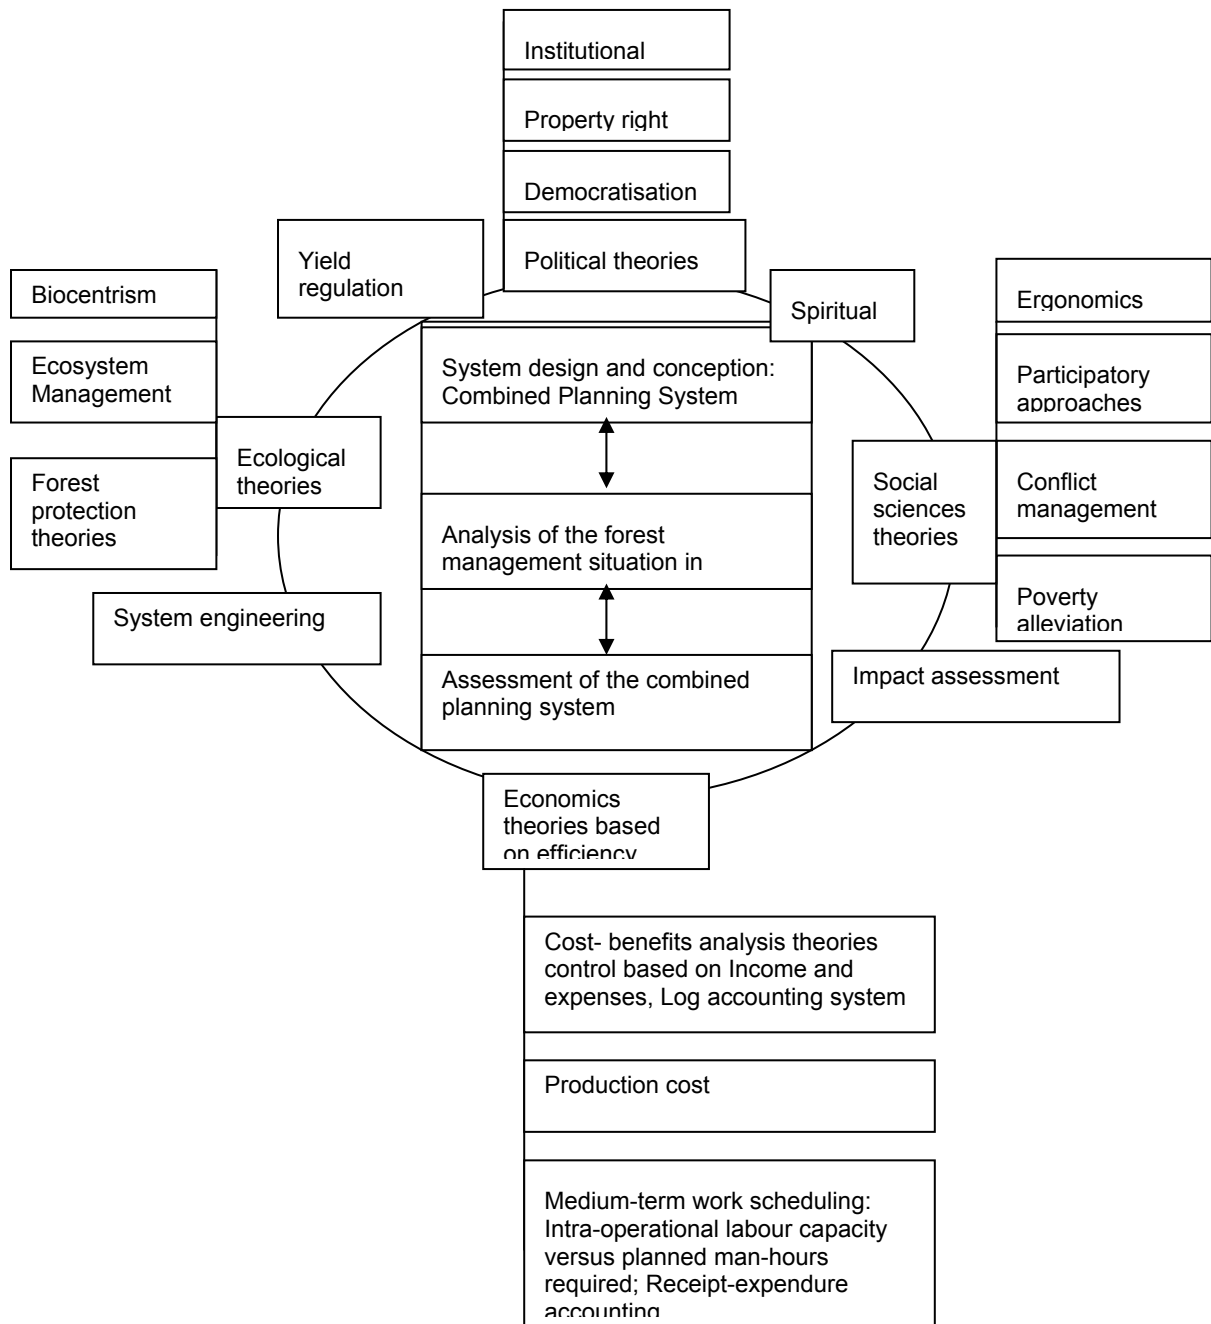 Institutional
Property right
Democratisation
Political theories
Yield
regulation
Spiritual
Biocentrism
Ecosystem
Management
Forest
protection
theories
Ecological
theories
System engineering
System design and conception:
Combined Planning System
Analysis of the forest
management situation in
Assessment of the combined
planning system
Ergonomics
Participatory
approaches
Social
sciences
theories
Conflict
management
Poverty
alleviation
Impact assessment
Economics
theories based
on efficiency
Cost- benefits analysis theories
control based on Income and
expenses, Log accounting system
Production cost
Medium-term work scheduling:
Intra-operational labour capacity
versus planned man-hours
required; Receipt-expendure
accounting